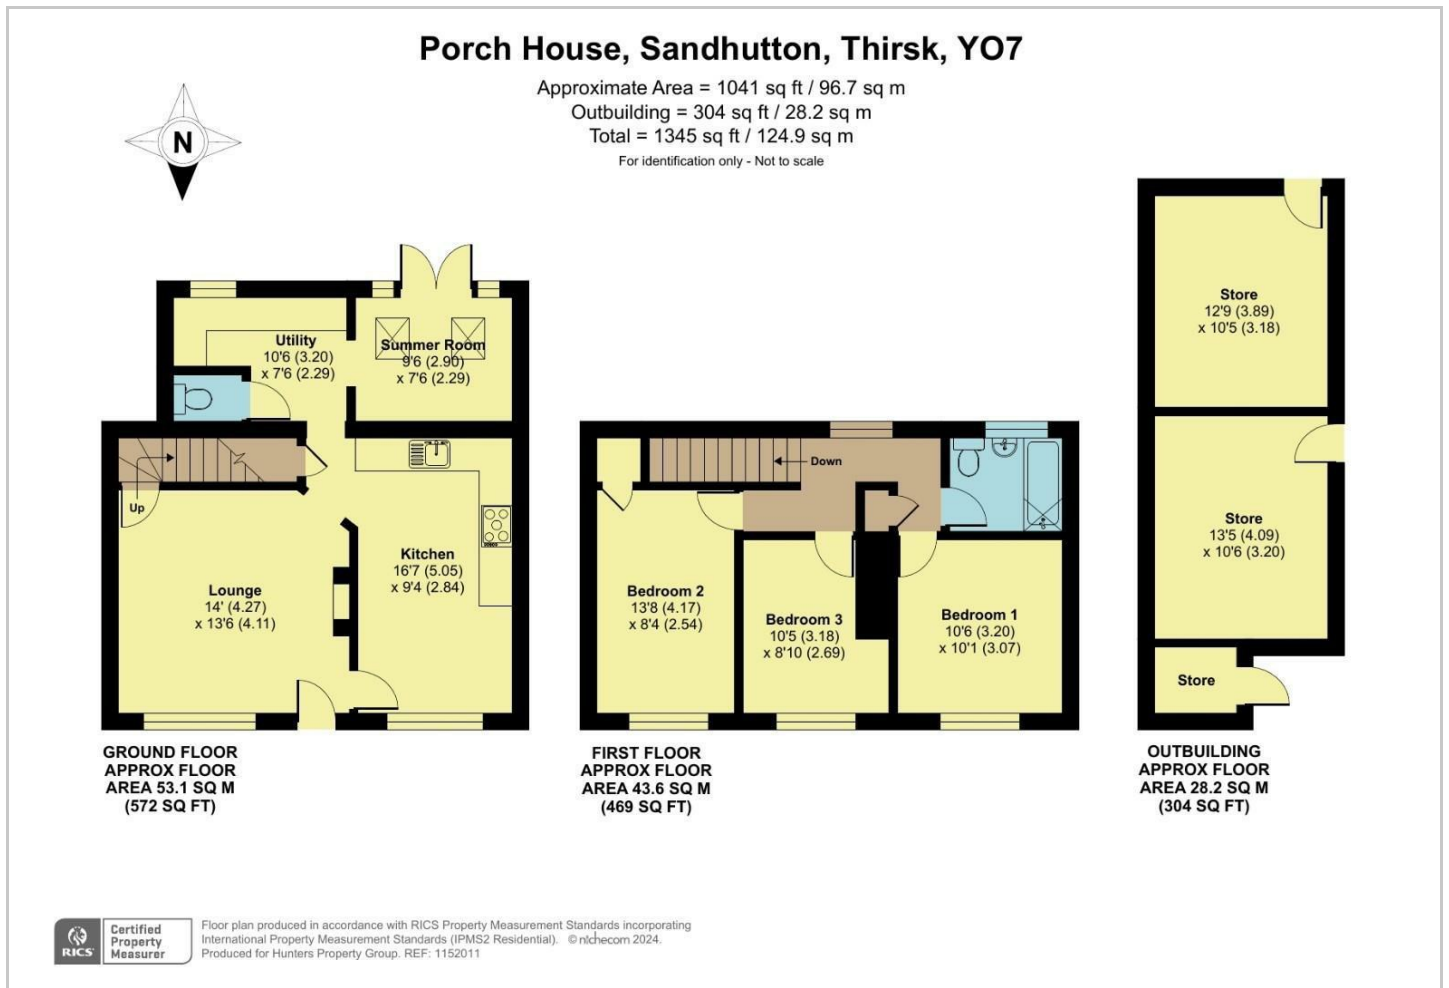 Porch House, Sandhutton, Thirsk, YO7
Approximate Area = 1041 sq ft / 96.7 sq m
Outbuilding = 304 sq ft / 28.2 sq m
Total = 1345 sq ft / 124.9 sq m
For identification only - Not to scale
N
Utility
10'6 (3.20)
x 7'6 (2.29)
Summer Room
9'6 (2.90)
x 7'6 (2.29)
Up
Lounge
14' (4.27)
x 13'6 (4.11)
Kitchen
16'7 (5.05)
x 9'4 (2.84)
GROUND FLOOR
APPROX FLOOR
AREA 53.1 SQ M
(572 SQ FT)
Down
Bedroom 2
13'8 (4.17)
x 8'4 (2.54)
Bedroom 3
10'5 (3.18)
x 8'10 (2.69)
Bedroom 1
10'6 (3.20)
x 10'1 (3.07)
FIRST FLOOR
APPROX FLOOR
AREA 43.6 SQ M
(469 SQ FT)
Store
12'9 (3.89)
x 10'5 (3.18)
Store
13'5 (4.09)
x 10'6 (3.20)
Store
OUTBUILDING
APPROX FLOOR
AREA 28.2 SQ M
(304 SQ FT)
RICS
Certified
Property
Measurer
Floor plan produced in accordance with RICS Property Measurement Standards incorporating
International Property Measurement Standards (IPMS2 Residential). © nichecom 2024.
Produced for Hunters Property Group. REF: 1152011